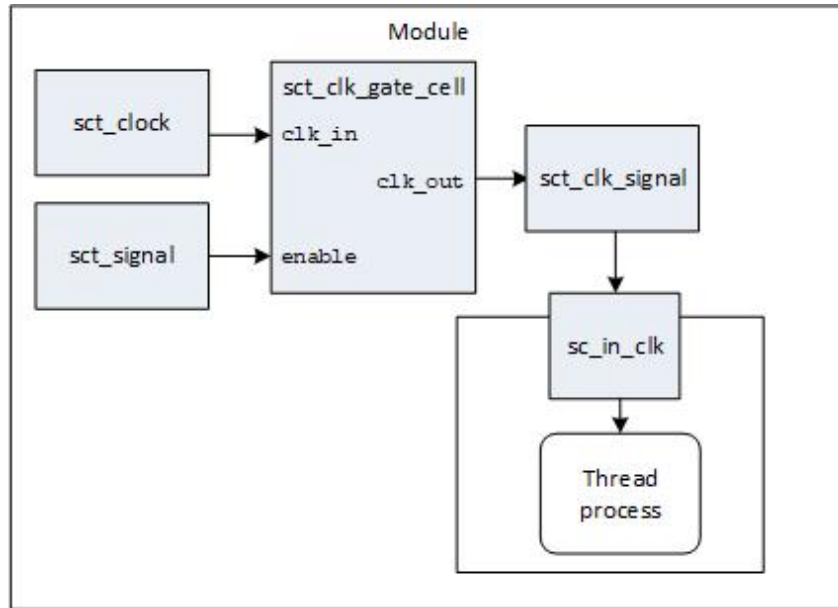 Module
sct_clock
sct_clk_gate_cell
clk_in
clk_out
enable
sct_signal
sct_clk_signal
sc_in_clk
Thread
process